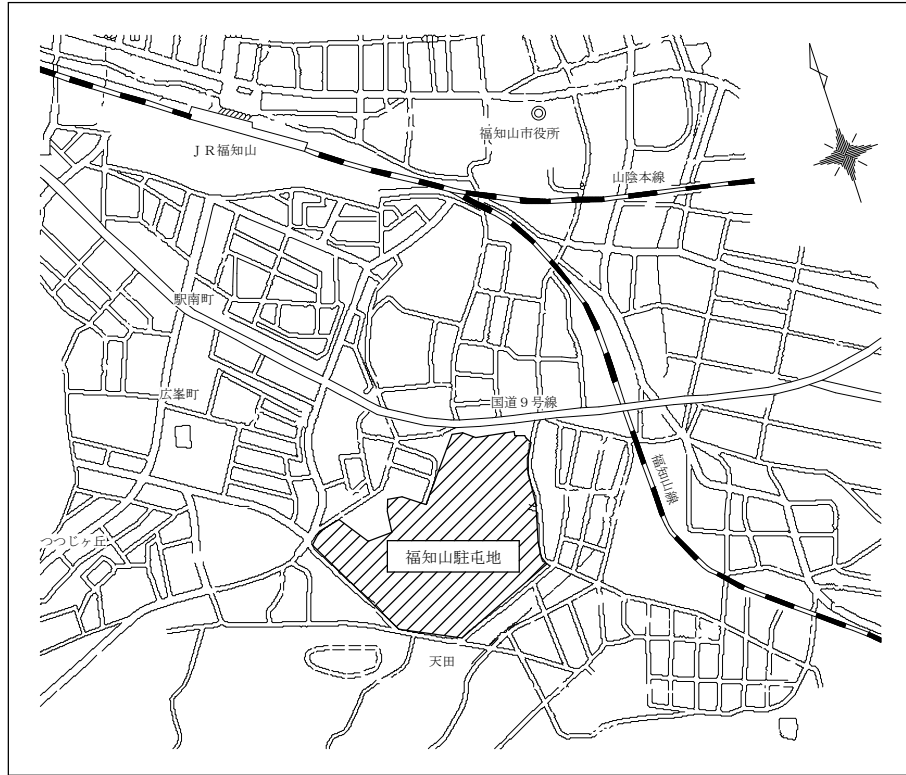 福知山市役所
ＪＲ福知山
山陰本線
駅南町
広峯町
国道９号線
福知山線
つつじヶ丘
福知山駐屯地
天田